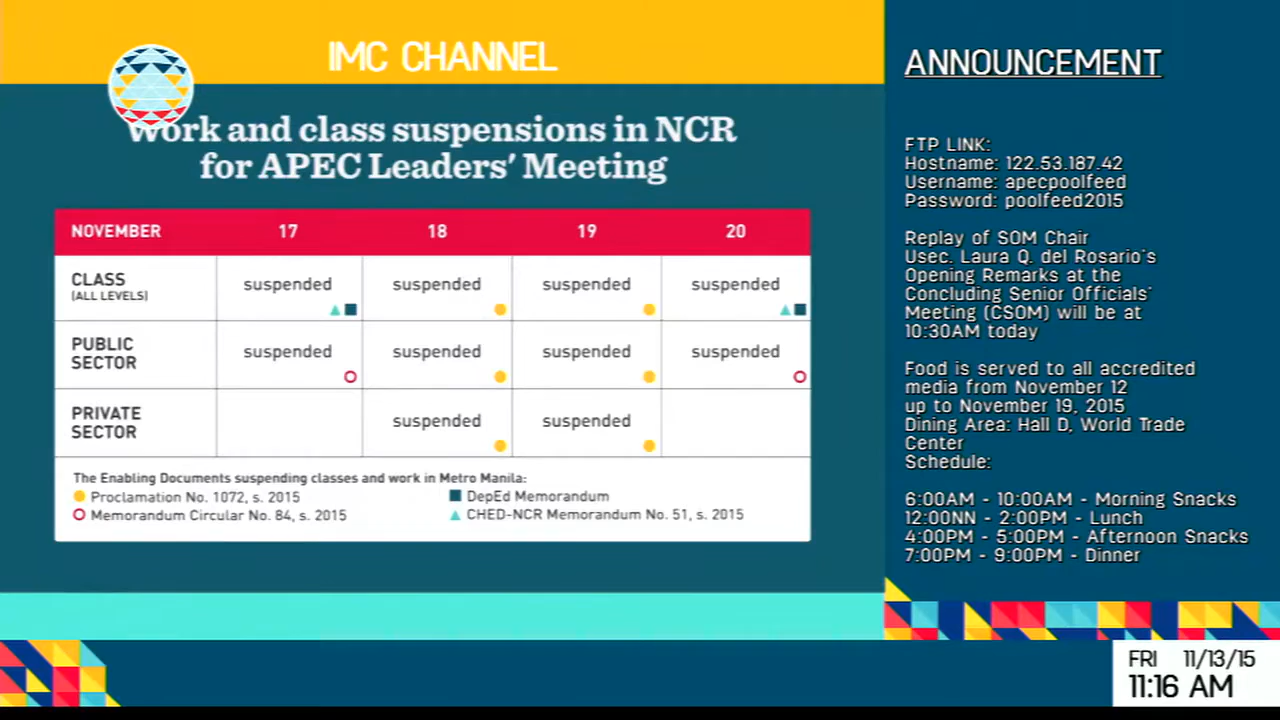 IMC CHANNEL
Work and class suspensions in NCR
for APEC Leaders' Meeting
NOVEMBER 17 18 19 20
CLASS
(ALL LEVELS)
suspended suspended suspended suspended
PUBLIC
SECTOR
suspended suspended suspended suspended
PRIVATE
SECTOR
suspended suspended
The Enabling Documents suspending classes and work in Metro Manila:
Proclamation No. 1072, s. 2015
DepEd Memorandum
Memorandum Circular No. 84, s. 2015
CHED-NCR Memorandum No. 51, s. 2015
ANNOUNCEMENT
FTP LINK:
Hostname: 122.53.187.42
Username: apecpoolfeed
Password: poolfeed2015
Replay of SOM Chair
Usec. Laura Q. del Rosario's
Opening Remarks at the
Concluding Senior Officials'
Meeting (CSOM) will be at
10:30AM today
Food is served to all accredited
media from November 12
up to November 19, 2015
Dining Area: Hall D, World Trade
Center
Schedule:
6:00AM - 10:00AM - Morning Snacks
12:00NN - 2:00PM - Lunch
4:00PM - 5:00PM - Afternoon Snacks
7:00PM - 9:00PM - Dinner
FRI 11/13/15
11:16 AM